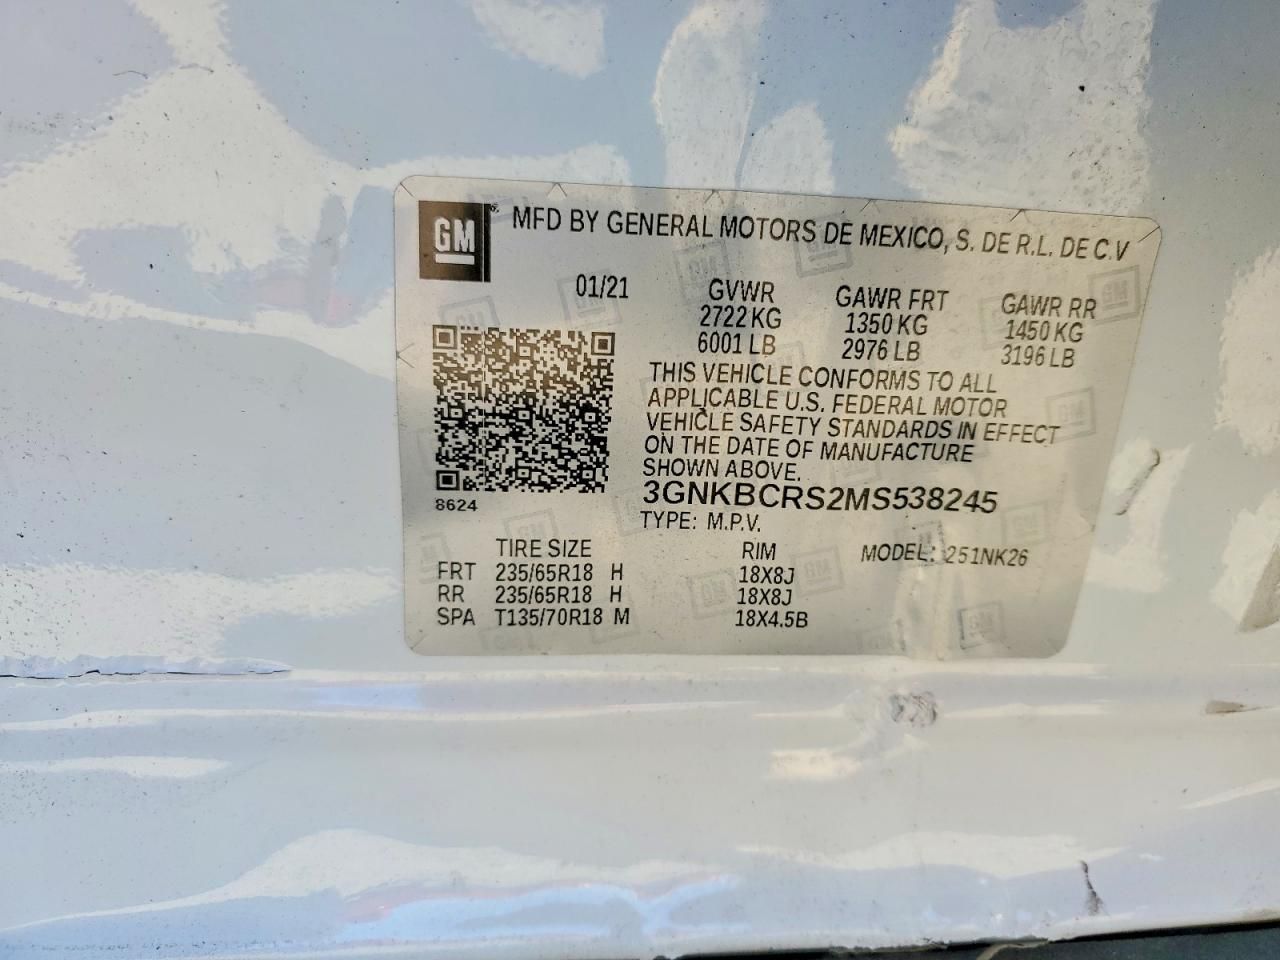 GM MFD BY GENERAL MOTORS DE MEXICO, S. DE R.L. DE C.V
01/21 GVWR GAWR FRT GAWR RR
2722 KG 1350 KG 1450 KG
6001 LB 2976 LB 3196 LB
THIS VEHICLE CONFORMS TO ALL
APPLICABLE U.S. FEDERAL MOTOR
VEHICLE SAFETY STANDARDS IN EFFECT
ON THE DATE OF MANUFACTURE
SHOWN ABOVE.
8624 3GNKBCRS2MS538245
TYPE: M.P.V.
TIRE SIZE RIM MODEL: 251NK26
FRT 235/65R18 H 18X8J
RR 235/65R18 H 18X8J
SPA T135/70R18 M 18X4.5B